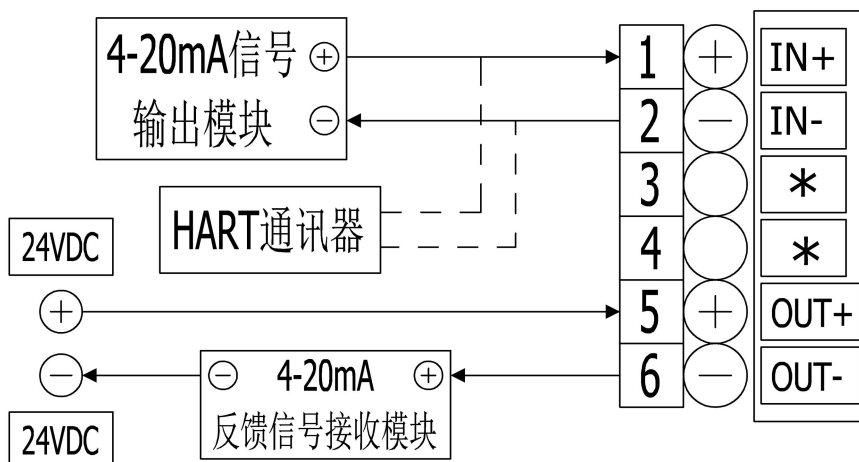 4-20mA信号
输出模块
HART通讯器
24VDC
24VDC
4-20mA
反馈信号接收模块
1 IN+
2 IN-
3 *
4 *
5 OUT+
6 OUT-